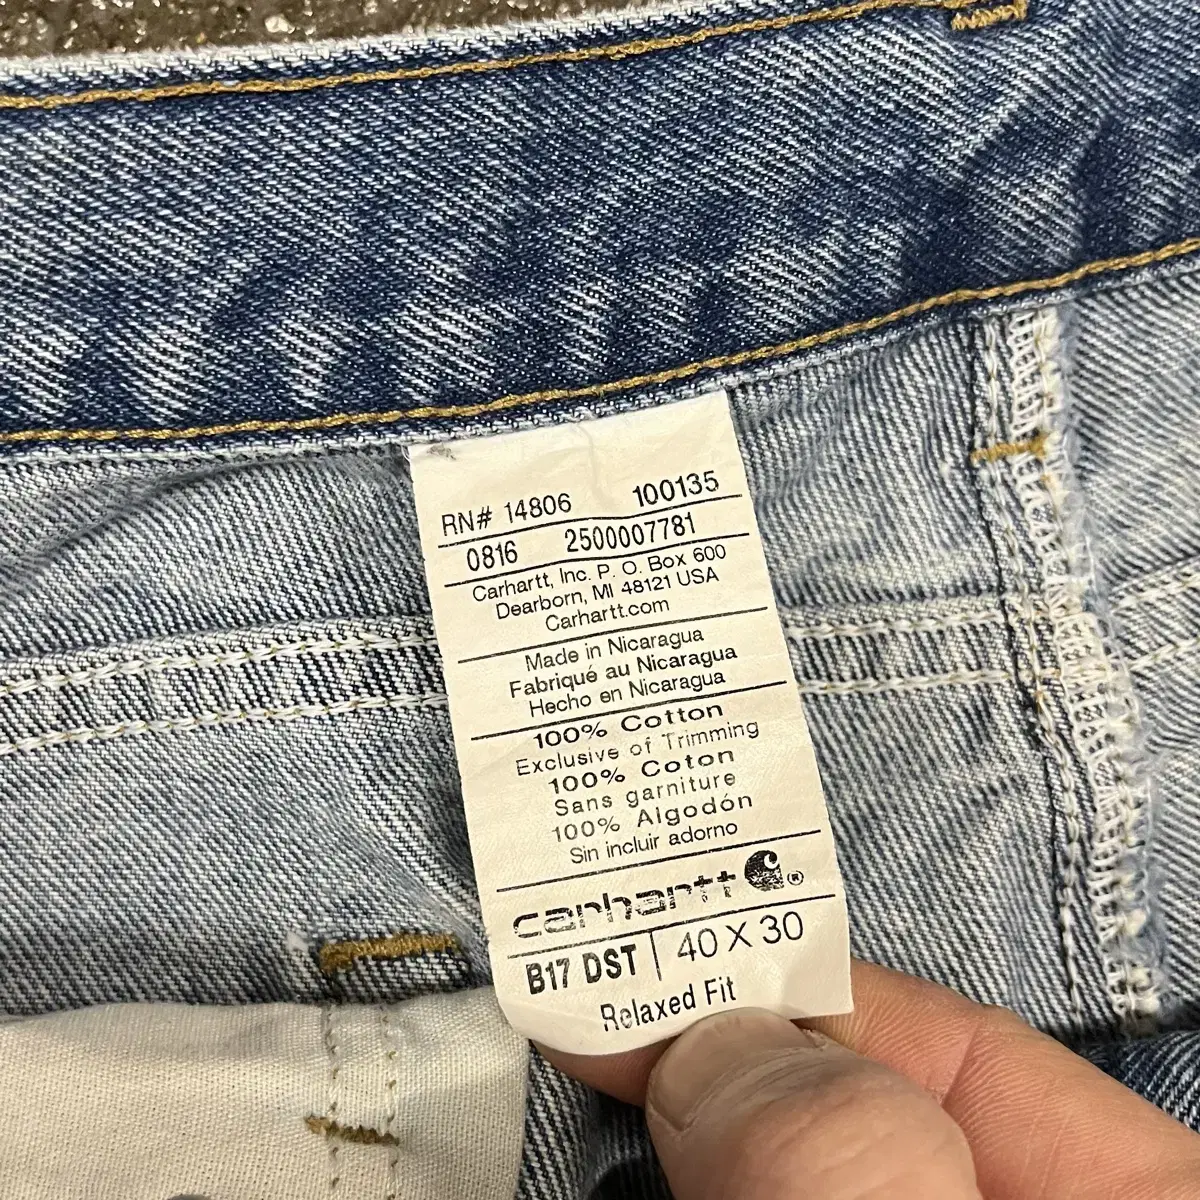 RN# 14806 100135
0816 2500007781
Carhartt, Inc. P. O. Box 600
Dearborn, MI 48121 USA
Carhartt.com
Made in Nicaragua
Fabriqué au Nicaragua
Hecho en Nicaragua
100% Cotton
Exclusive of Trimming
100% Coton
Sans garniture
100% Algodón
Sin incluir adorno
carhartt ®
B17 DST | 40 X 30
Relaxed Fit